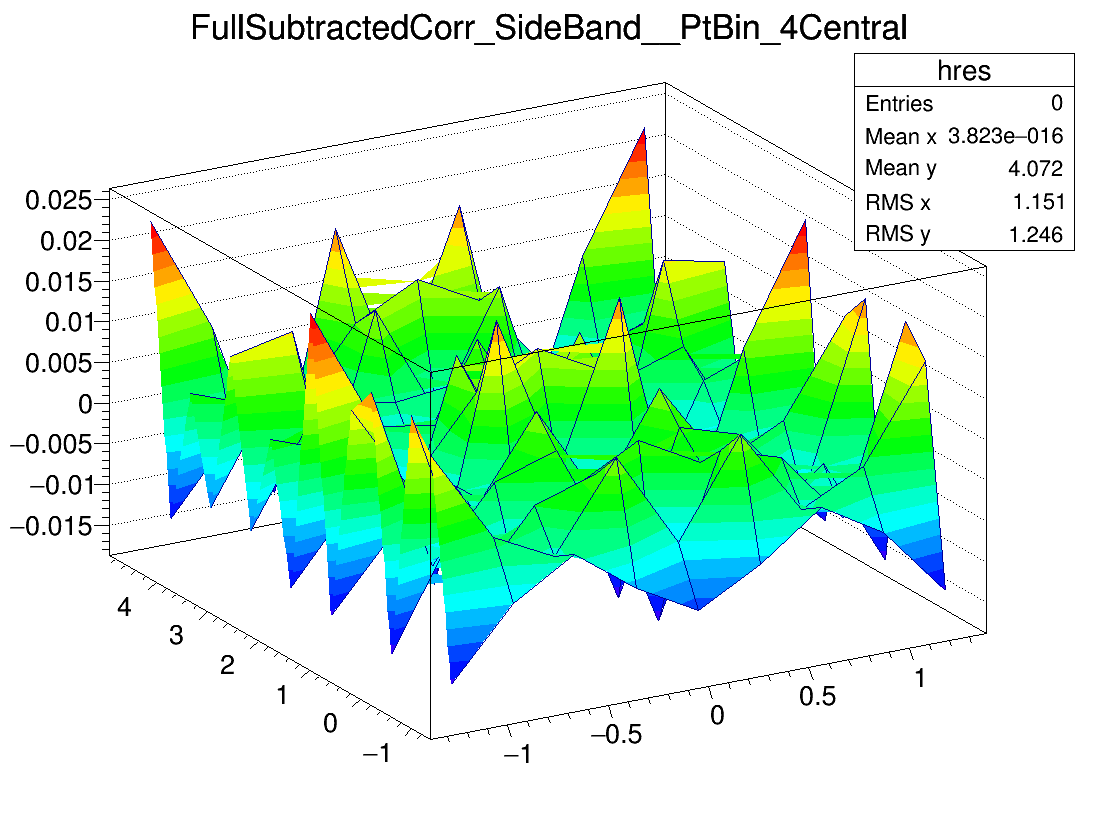 FullSubtractedCorr_SideBand__PtBin_4Central
hres
Entries 0
Mean x 3.823e−016
Mean y 4.072
RMS x 1.151
RMS y 1.246
0.025
0.02
0.015
0.01
0.005
0
−0.005
−0.01
−0.015
4
3
2
1
0
−1
−1
−0.5
0
0.5
1